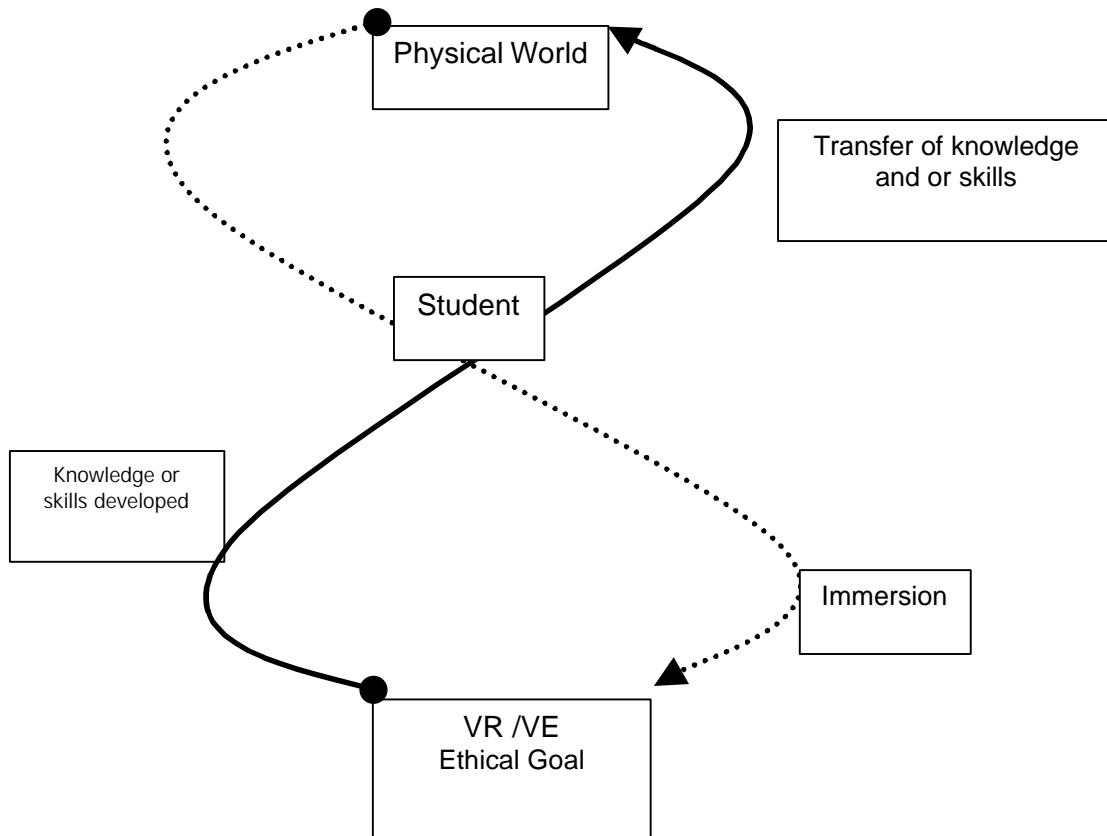 Physical World
Transfer of knowledge
and or skills
Student
Knowledge or
skills developed
Immersion
VR /VE
Ethical Goal